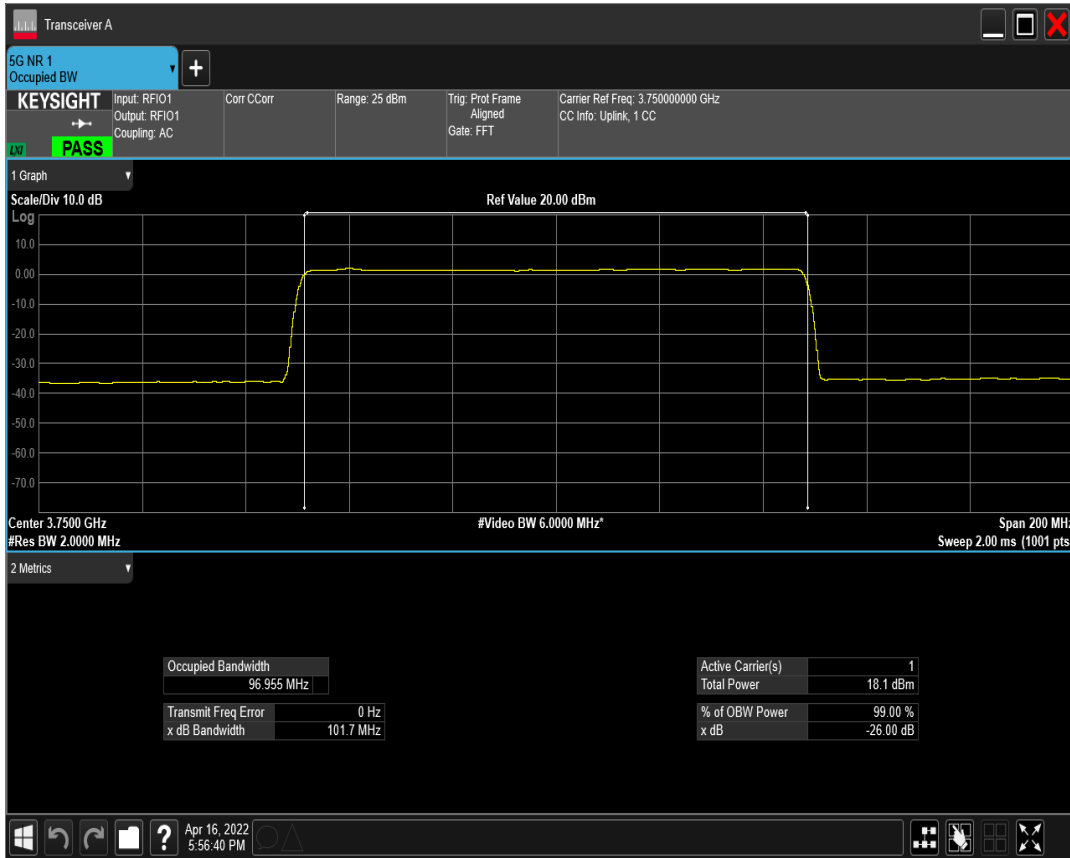 Transceiver A
5G NR 1
Occupied BW
KEYSIGHT
LXI
PASS
Input: RFIO1
Output: RFIO1
Coupling: AC
Corr CCorr
Range: 25 dBm
Trig: Prot Frame
Aligned
Gate: FFT
Carrier Ref Freq: 3.750000000 GHz
CC Info: Uplink, 1 CC
1 Graph
Scale/Div 10.0 dB
Ref Value 20.00 dBm
Log
10.0
0.00
-10.0
-20.0
-30.0
-40.0
-50.0
-60.0
-70.0
Center 3.7500 GHz
#Video BW 6.0000 MHz*
Span 200 MHz
#Res BW 2.0000 MHz
Sweep 2.00 ms (1001 pts
2 Metrics
Occupied Bandwidth
96.955 MHz
Transmit Freq Error 0 Hz
x dB Bandwidth 101.7 MHz
Active Carrier(s) 1
Total Power 18.1 dBm
% of OBW Power 99.00 %
x dB -26.00 dB
?
Apr 16, 2022
5:56:40 PM